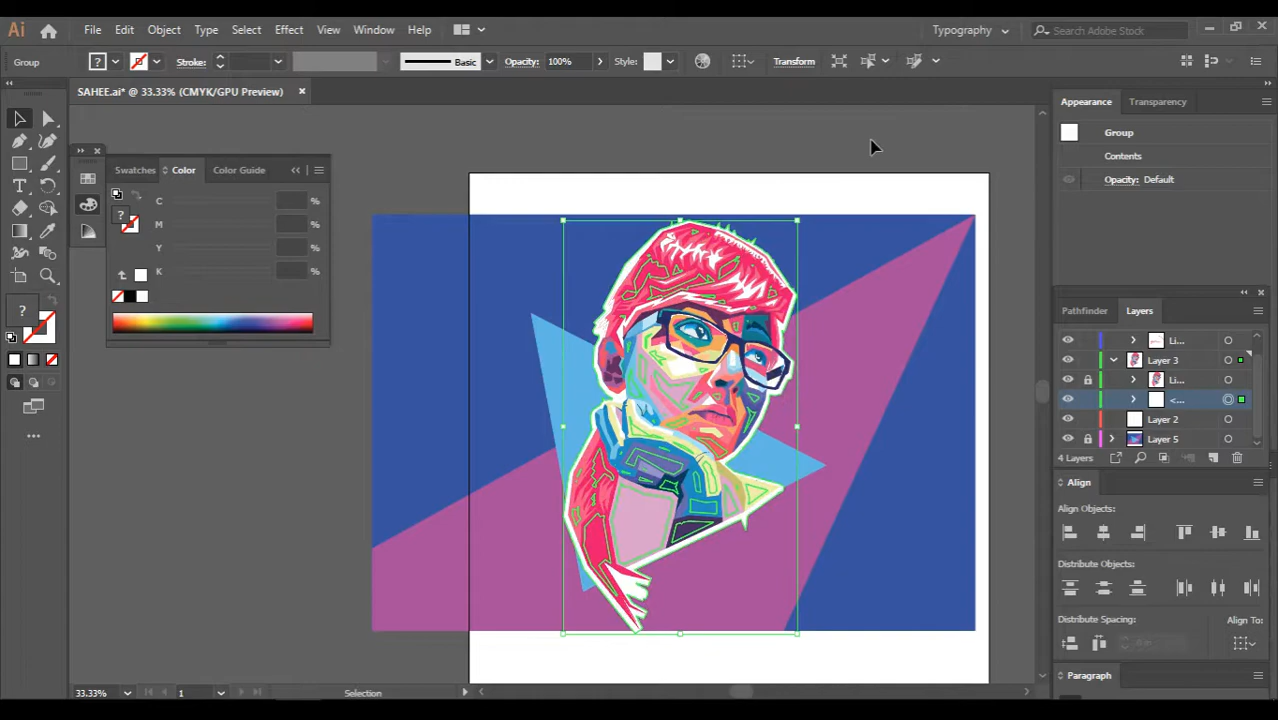 Ai File Edit Type Object Select Effect View Window Help Typography Search Adobe Stock
Group ? Stroke: Basic Opacity: 100% Style: Transform
SAHEE.ai* @ 33.33% (CMYK/GPU Preview)
Swatches Color Color Guide
? C %
M %
Y %
K %
?
Appearance Transparency
Group
Contents
Opacity: Default
Pathfinder Layers
Li...
Layer 3
Li...
<...
Layer 2
Layer 5
4 Layers
Align
Align Objects:
Distribute Objects:
Distribute Spacing: Align To:
Paragraph
33.33% 1 Selection